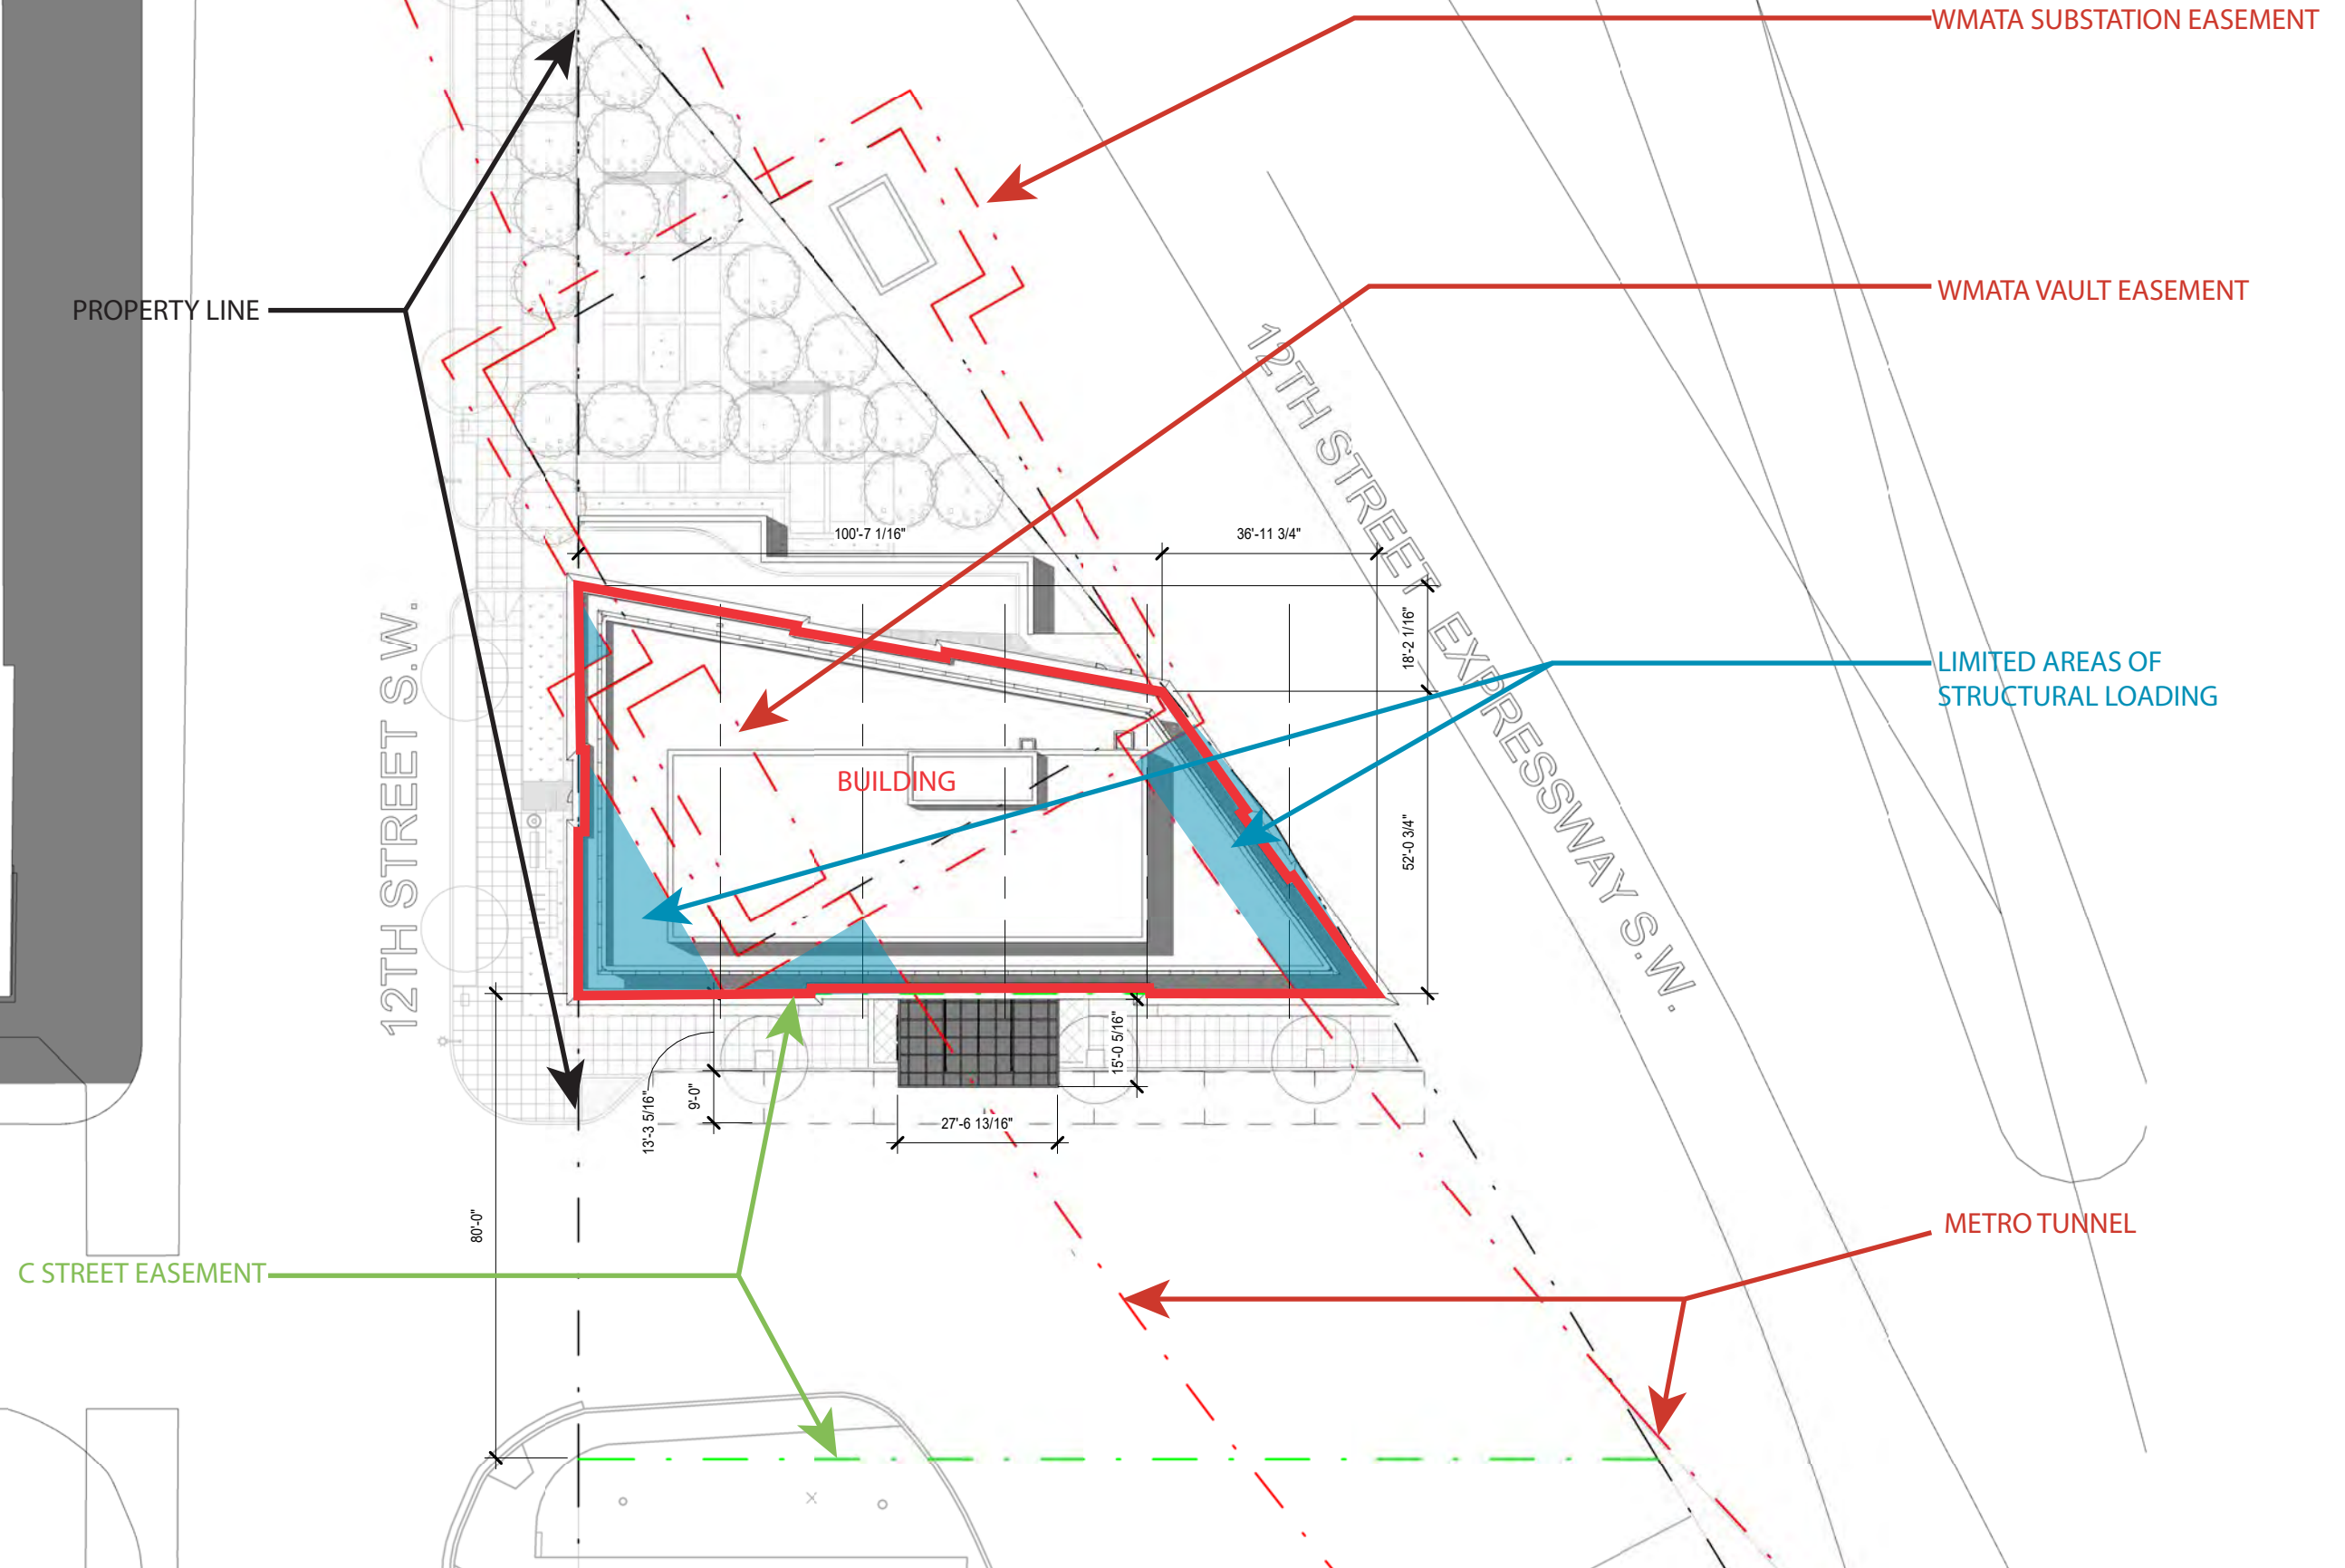 WMATA SUBSTATION EASEMENT
WMATA VAULT EASEMENT
PROPERTY LINE
12TH STREET EXPRESSWAY S.W.
100'-7 1/16"
36'-11 3/4"
18'-2 1/16"
12TH STREET S.W.
LIMITED AREAS OF
STRUCTURAL LOADING
BUILDING
52'-0 3/4"
15'-0 5/16"
9'-0"
13'-3 5/16"
27'-6 13/16"
80'-0"
METRO TUNNEL
C STREET EASEMENT